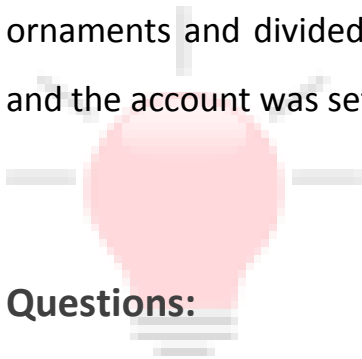 ornaments and divided
and the account was se
Questions: